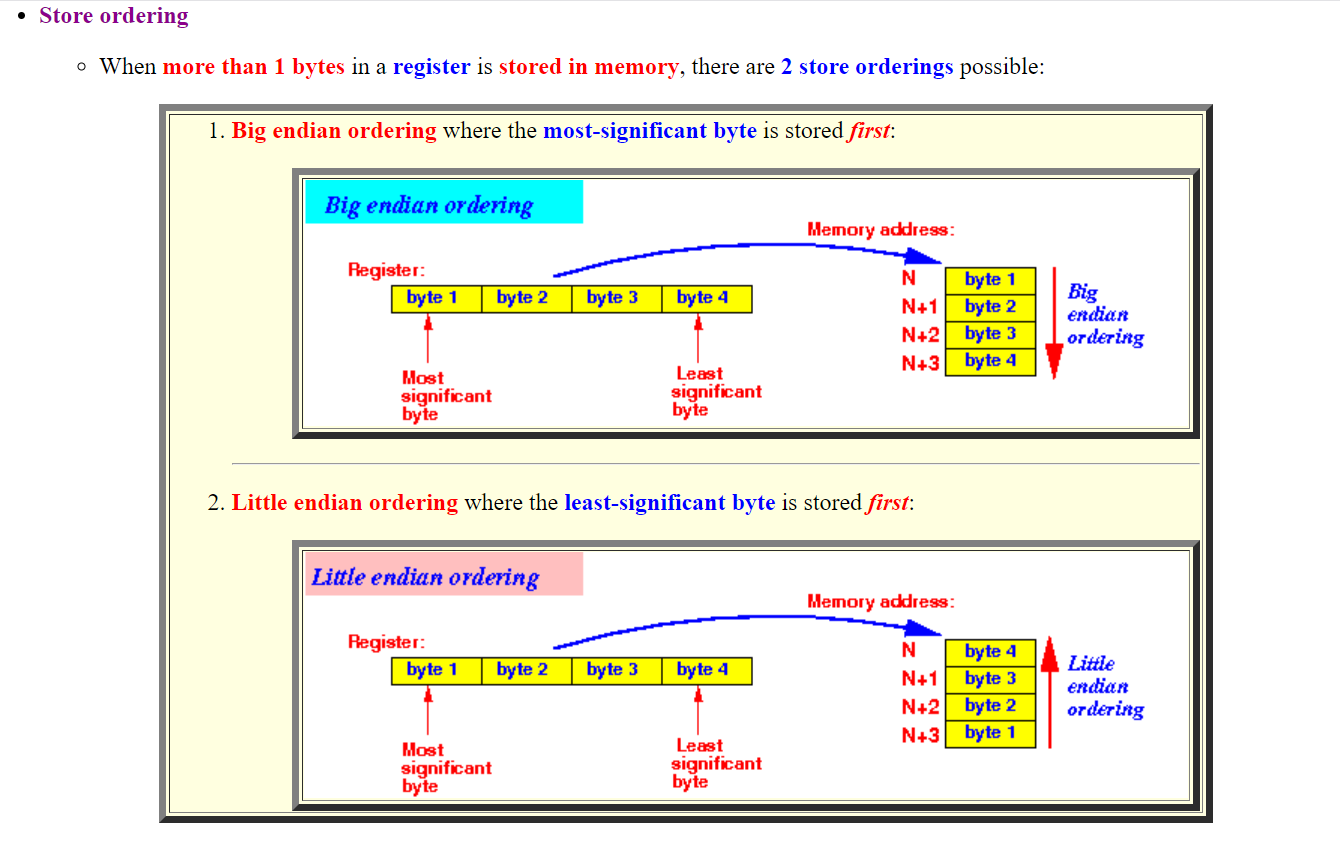 Store ordering
When more than 1 bytes in a register is stored in memory, there are 2 store orderings possible:
1. Big endian ordering where the most-significant byte is stored first:
Big endian ordering
Memory address:
Register:
byte 1 byte 2 byte 3 byte 4
Most
significant
byte
Least
significant
byte
N byte 1
N+1 byte 2
N+2 byte 3
N+3 byte 4
Big
endian
ordering
2. Little endian ordering where the least-significant byte is stored first:
Little endian ordering
Memory address:
Register:
byte 1 byte 2 byte 3 byte 4
Most
significant
byte
Least
significant
byte
N byte 4
N+1 byte 3
N+2 byte 2
N+3 byte 1
Little
endian
ordering